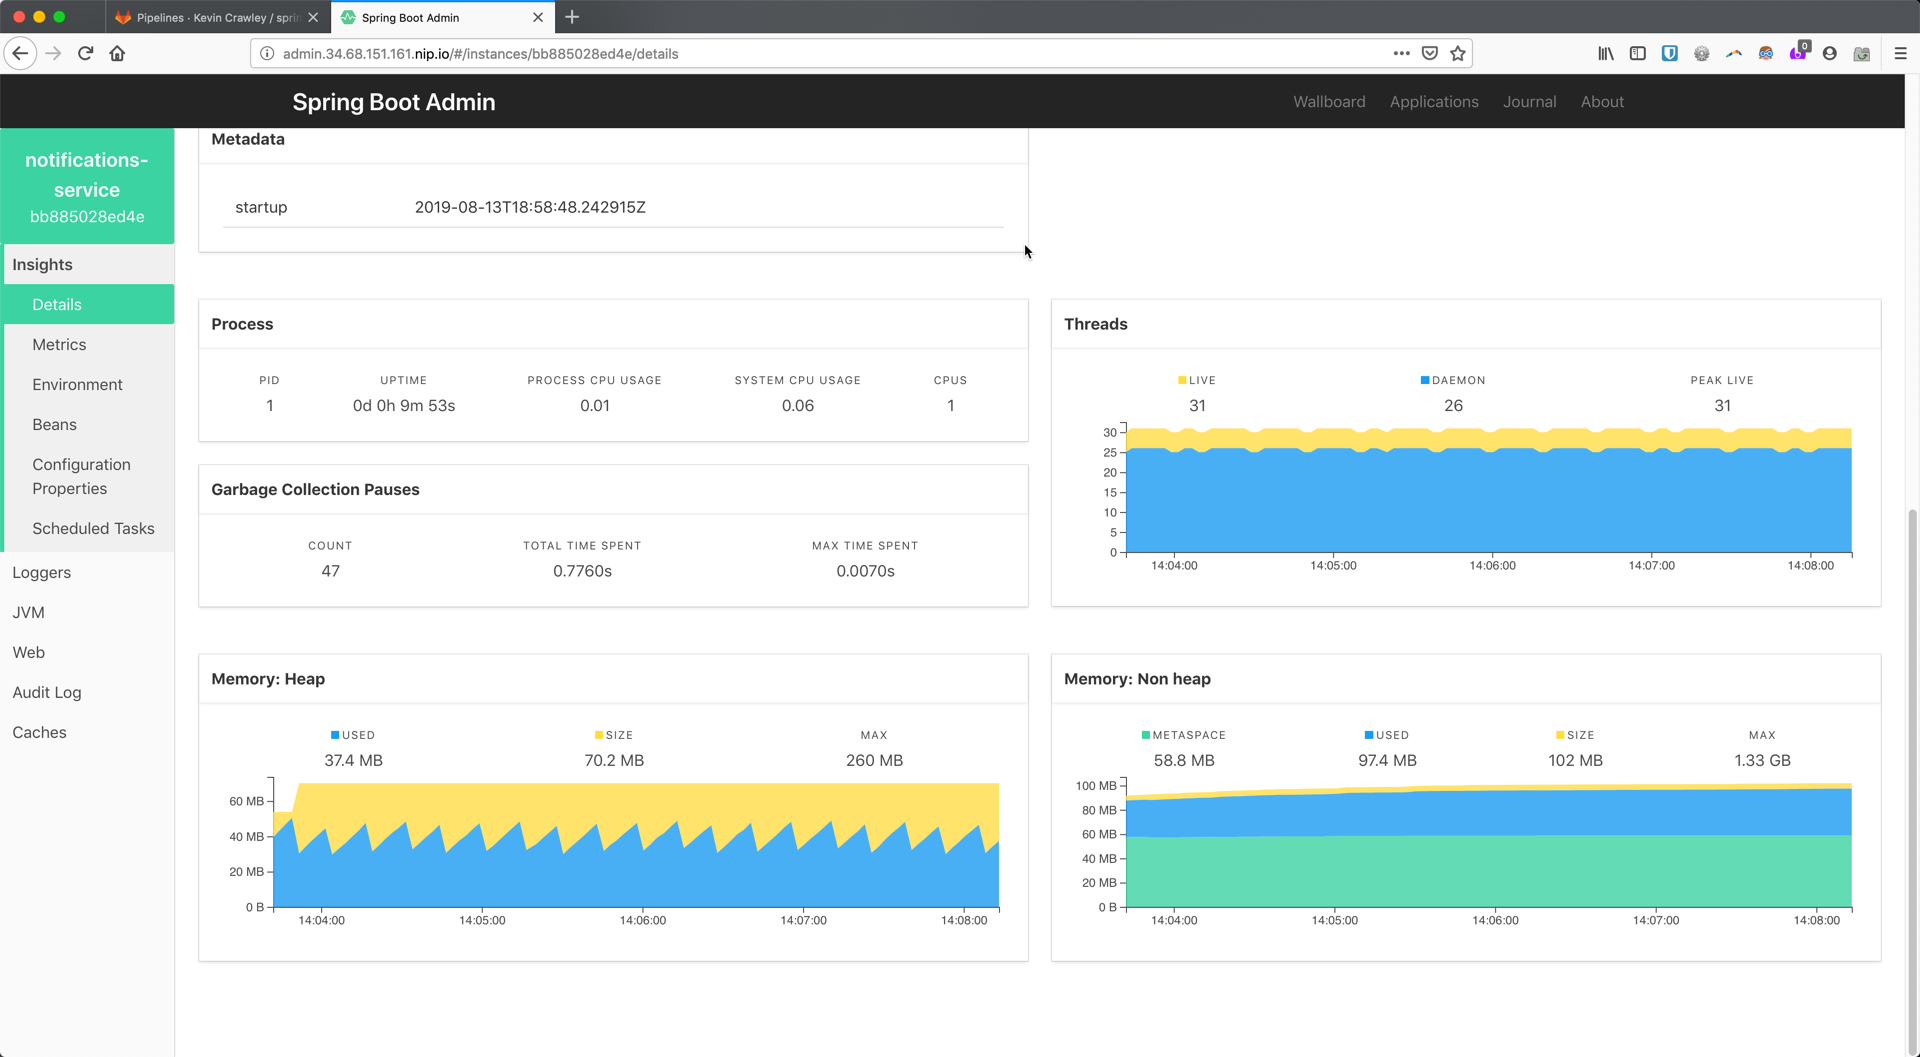 Pipelines · Kevin Crawley / sprin
Spring Boot Admin
admin.34.68.151.161.nip.io/#/instances/bb885028ed4e/details
0
Spring Boot Admin
Wallboard
Applications
Journal
About
notifications-
service
bb885028ed4e
Insights
Details
Metrics
Environment
Beans
Configuration
Properties
Scheduled Tasks
Loggers
JVM
Web
Audit Log
Caches
Metadata
startup 2019-08-13T18:58:48.242915Z
Process
PID UPTIME PROCESS CPU USAGE SYSTEM CPU USAGE CPUS
1 0d 0h 9m 53s 0.01 0.06 1
Garbage Collection Pauses
COUNT TOTAL TIME SPENT MAX TIME SPENT
47 0.7760s 0.0070s
Threads
LIVE DAEMON PEAK LIVE
31 26 31
30
25
20
15
10
5
0
14:04:00 14:05:00 14:06:00 14:07:00 14:08:00
Memory: Heap
USED SIZE MAX
37.4 MB 70.2 MB 260 MB
60 MB
40 MB
20 MB
0 B
14:04:00 14:05:00 14:06:00 14:07:00 14:08:00
Memory: Non heap
METASPACE USED SIZE MAX
58.8 MB 97.4 MB 102 MB 1.33 GB
100 MB
80 MB
60 MB
40 MB
20 MB
0 B
14:04:00 14:05:00 14:06:00 14:07:00 14:08:00